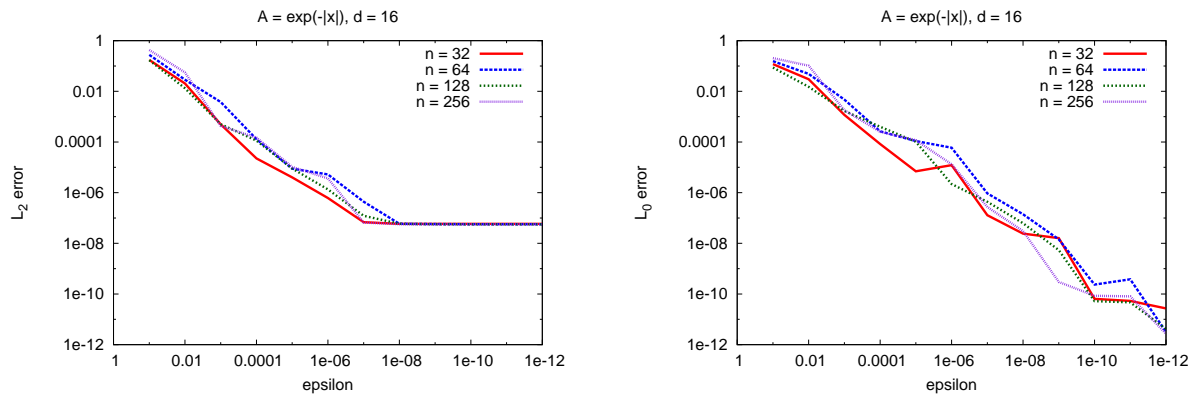 A = exp(-|x|), d = 16
1
0.01
0.0001
1e-06
1e-08
1e-10
1e-12
L2 error
n = 32
n = 64
n = 128
n = 256
1 0.01 0.0001 1e-06 1e-08 1e-10 1e-12
epsilon
A = exp(-|x|), d = 16
1
0.01
0.0001
1e-06
1e-08
1e-10
1e-12
L0 error
n = 32
n = 64
n = 128
n = 256
1 0.01 0.0001 1e-06 1e-08 1e-10 1e-12
epsilon